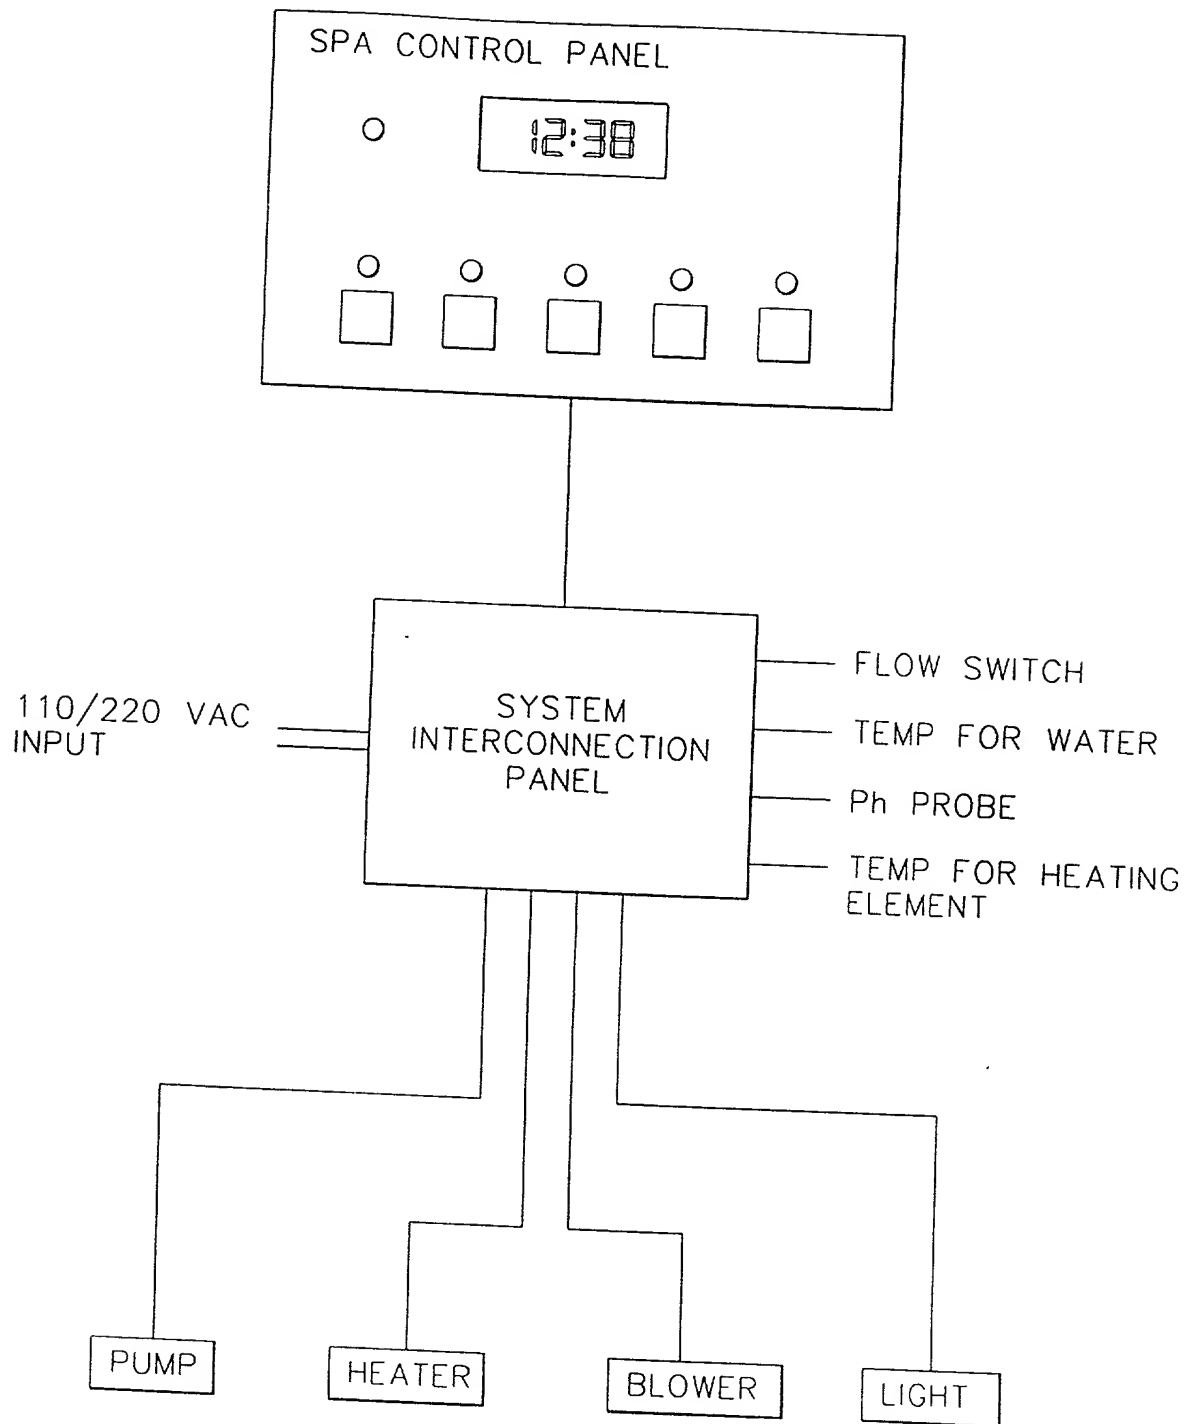 SPA CONTROL PANEL
12:38
SYSTEM
INTERCONNECTION
PANEL
110/220 VAC
INPUT
FLOW SWITCH
TEMP FOR WATER
Ph PROBE
TEMP FOR HEATING
ELEMENT
PUMP
HEATER
BLOWER
LIGHT